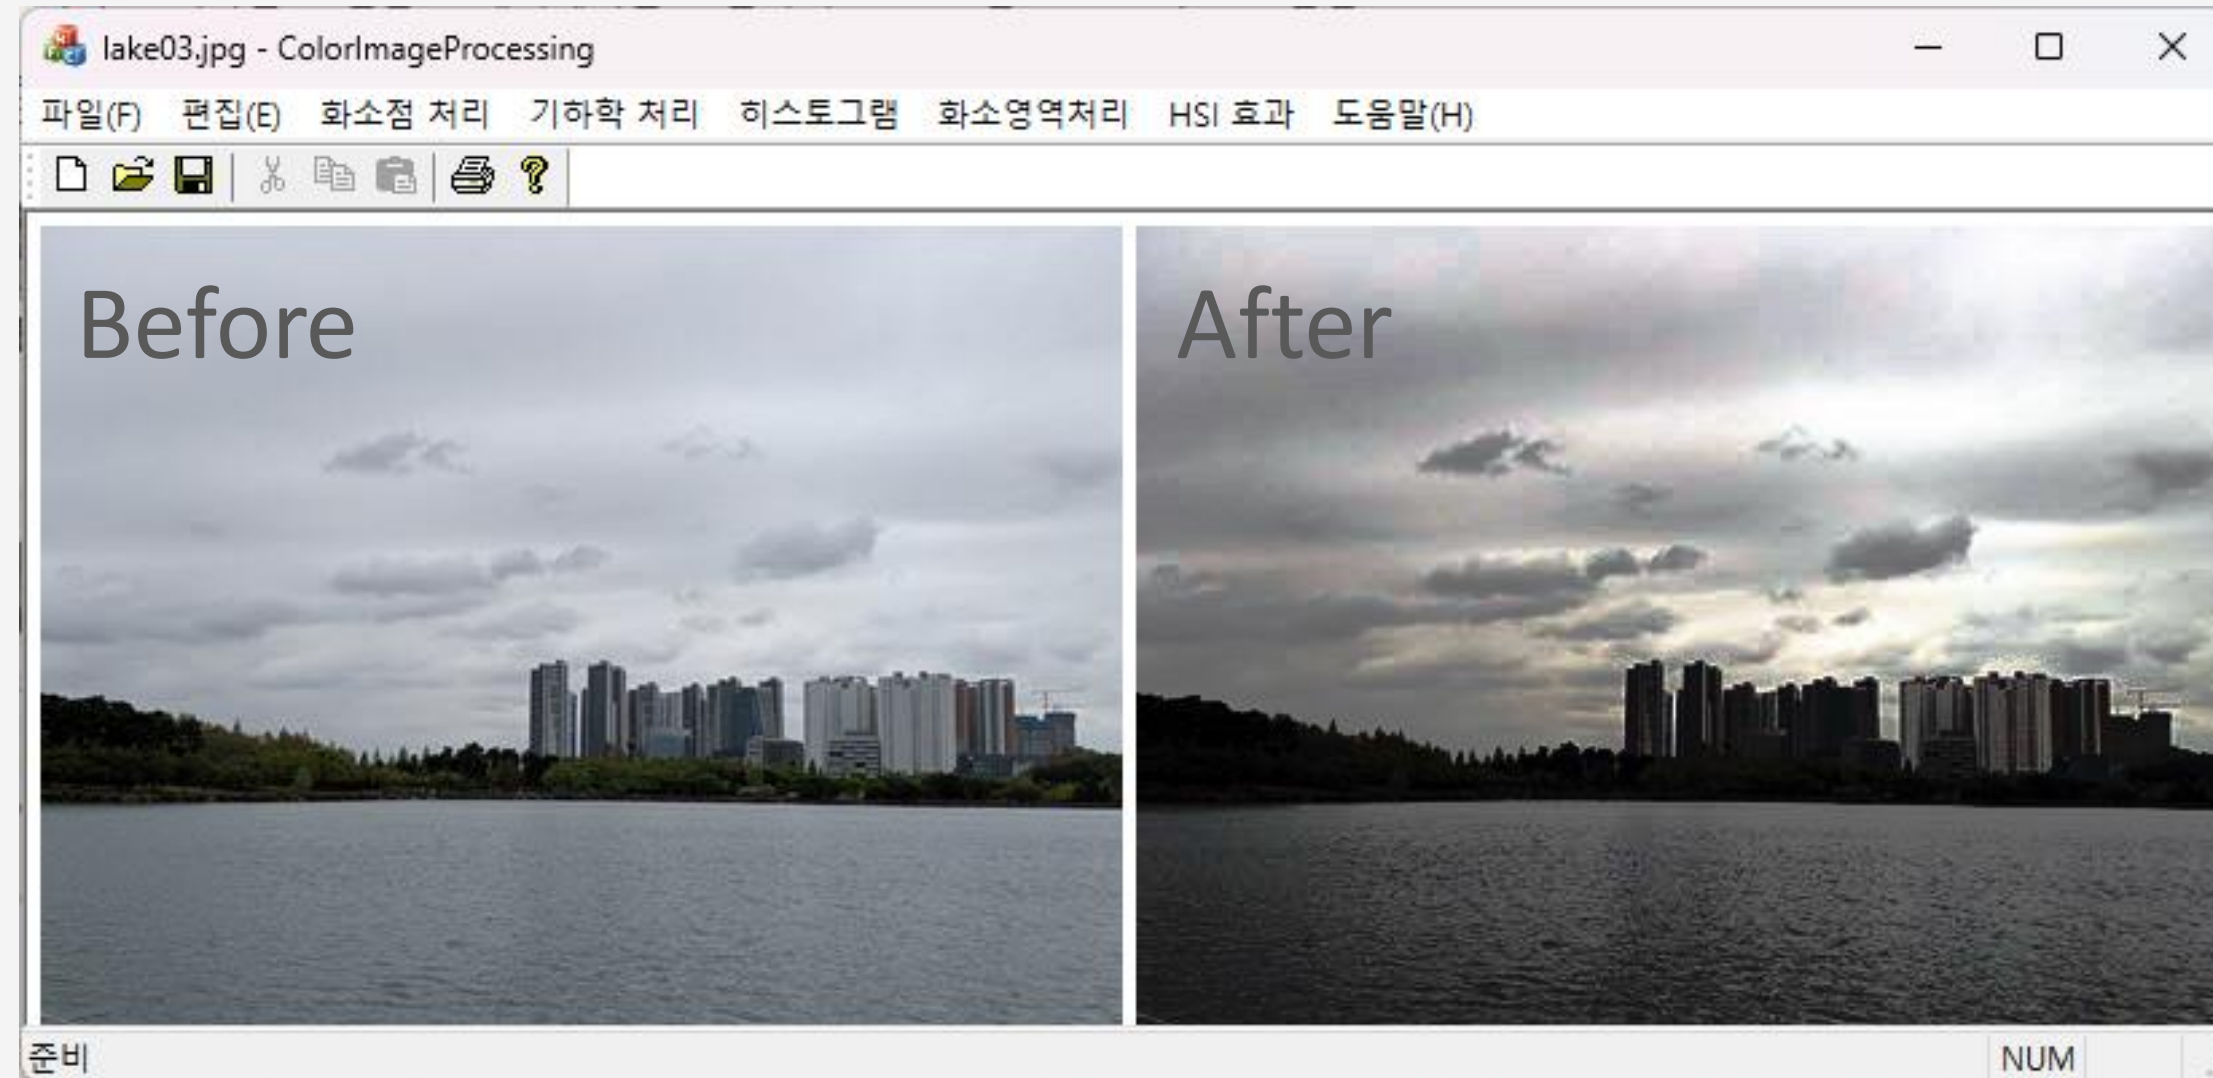 lake03.jpg - ColorImageProcessing
파일(F) 편집(E) 화소점 처리 기하학 처리 히스토그램 화소영역처리 HSI 효과 도움말(H)
Before
After
준비
NUM